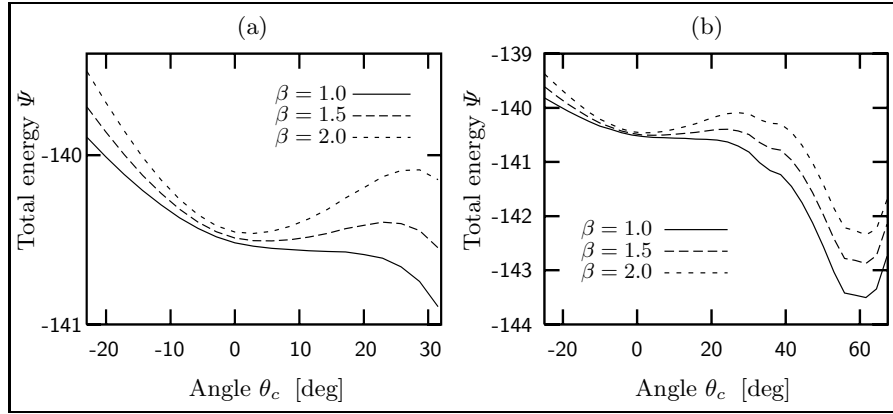 (a)
Total energy Ψ
-140
-141
β = 1.0
β = 1.5
β = 2.0
-20 -10 0 10 20 30
Angle θc [deg]
(b)
Total energy Ψ
-139
-140
-141
-142
-143
-144
β = 1.0
β = 1.5
β = 2.0
-20 0 20 40 60
Angle θc [deg]